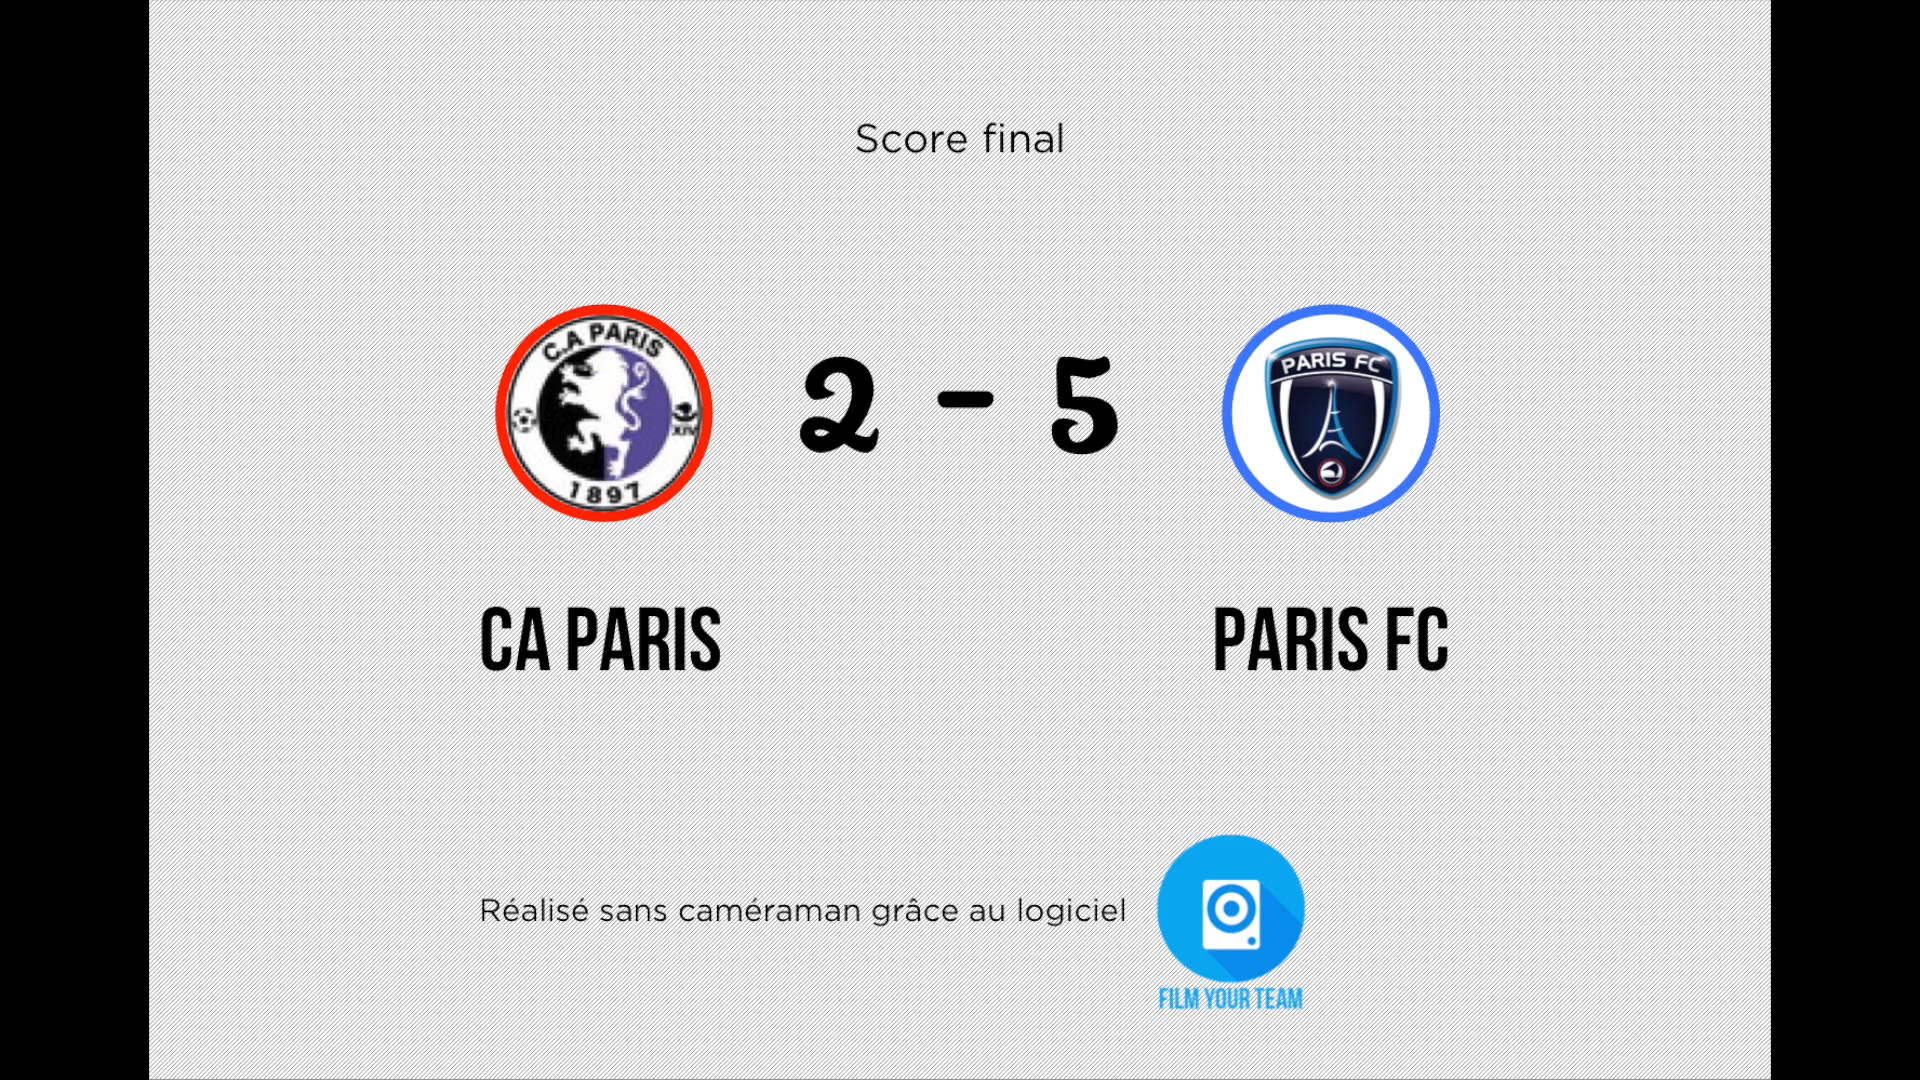 Score final
C.A PARIS
XIV
1897
2 - 5
PARIS FC
CA PARIS
PARIS FC
Réalisé sans caméraman grâce au logiciel
FILM YOUR TEAM